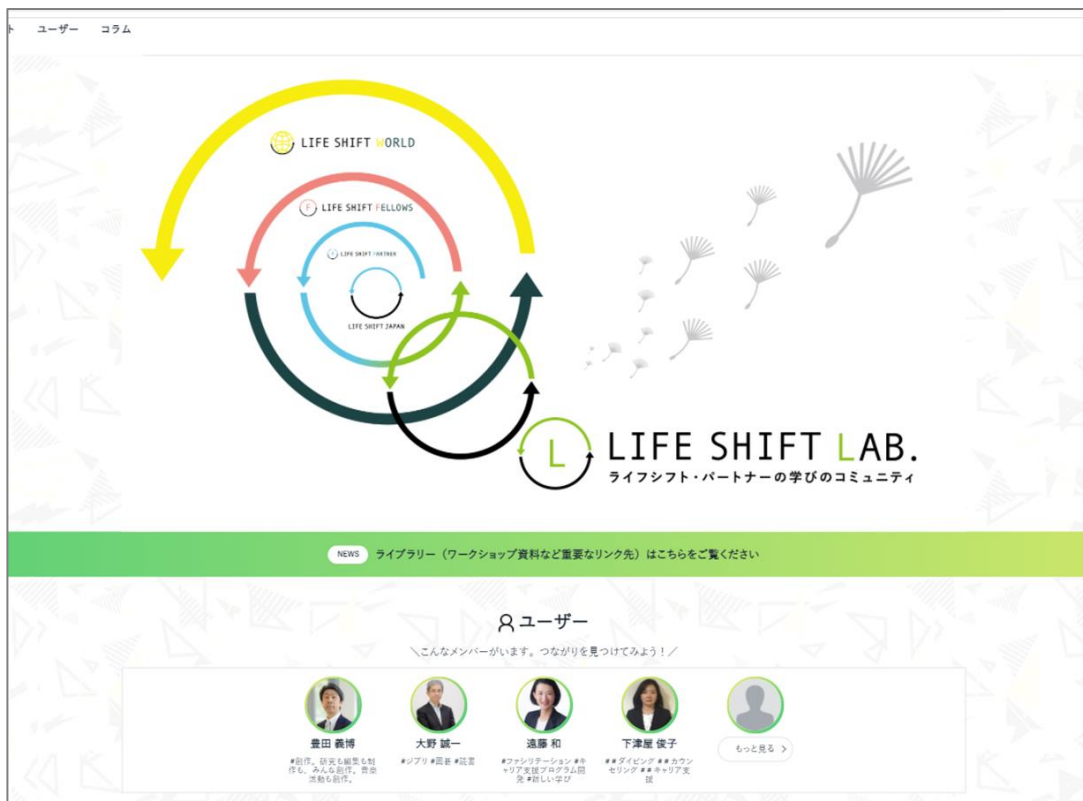 ト ユーザー コラム
LIFE SHIFT WORLD
F LIFE SHIFT FELLOWS
LIFE SHIFT PARTNER
LIFE SHIFT JAPAN
L LIFE SHIFT LAB.
ライフシフト・パートナーの学びのコミュニティ
NEWS ライブラリー（ワークショップ資料など重要なリンク先）はこちらをご覧ください
ユーザー
＼こんなメンバーがいます。つながりを見つけてみよう！／
豊田 義博
#創作。研究も編集も制
作も、みんな創作。音楽
活動も創作。
大野 誠一
#ジブリ #囲碁 #読書
遠藤 和
#ファシリテーション #キ
ャリア支援プログラム開
発 #新しい学び
下津屋 俊子
##ダイビング ##カウン
セリング ##キャリア支
援
もっと見る